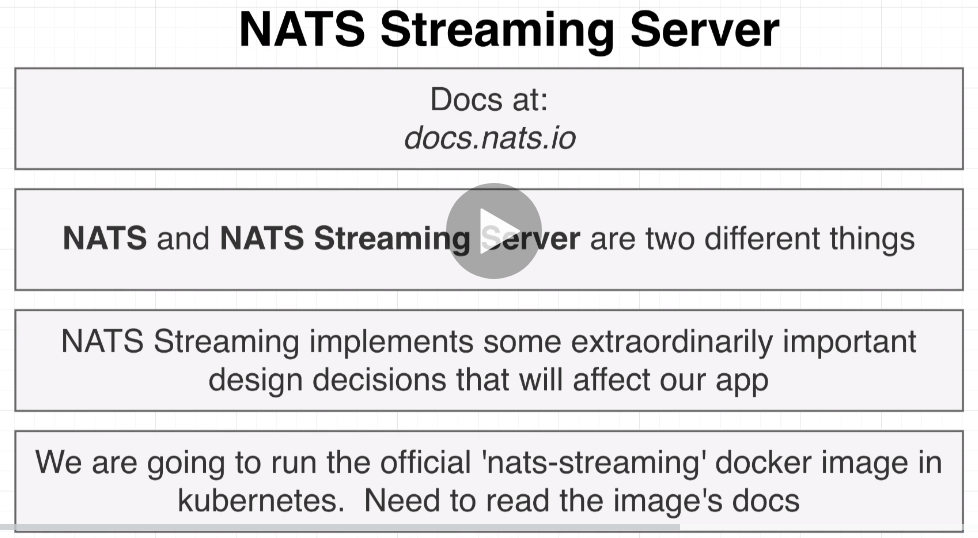 NATS Streaming Server
Docs at:
docs.nats.io
NATS and NATS Streaming Server are two different things
NATS Streaming implements some extraordinarily important
design decisions that will affect our app
We are going to run the official 'nats-streaming' docker image in
kubernetes.  Need to read the image's docs